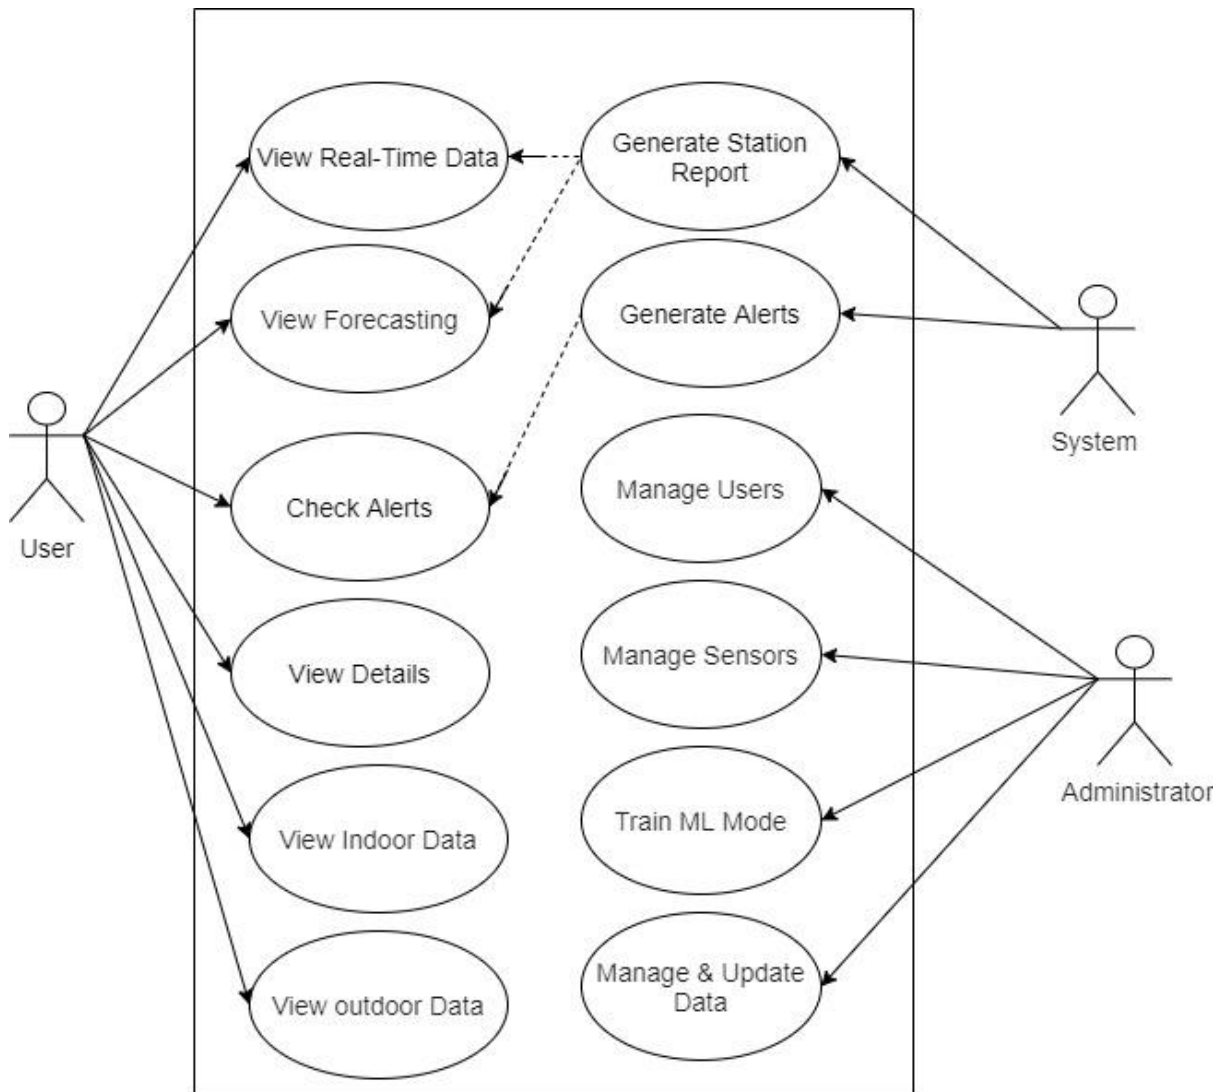 View Real-Time Data
Generate Station
Report
View Forecasting
Generate Alerts
System
Check Alerts
Manage Users
User
View Details
Manage Sensors
Administrator
View Indoor Data
Train ML Mode
View outdoor Data
Manage & Update
Data